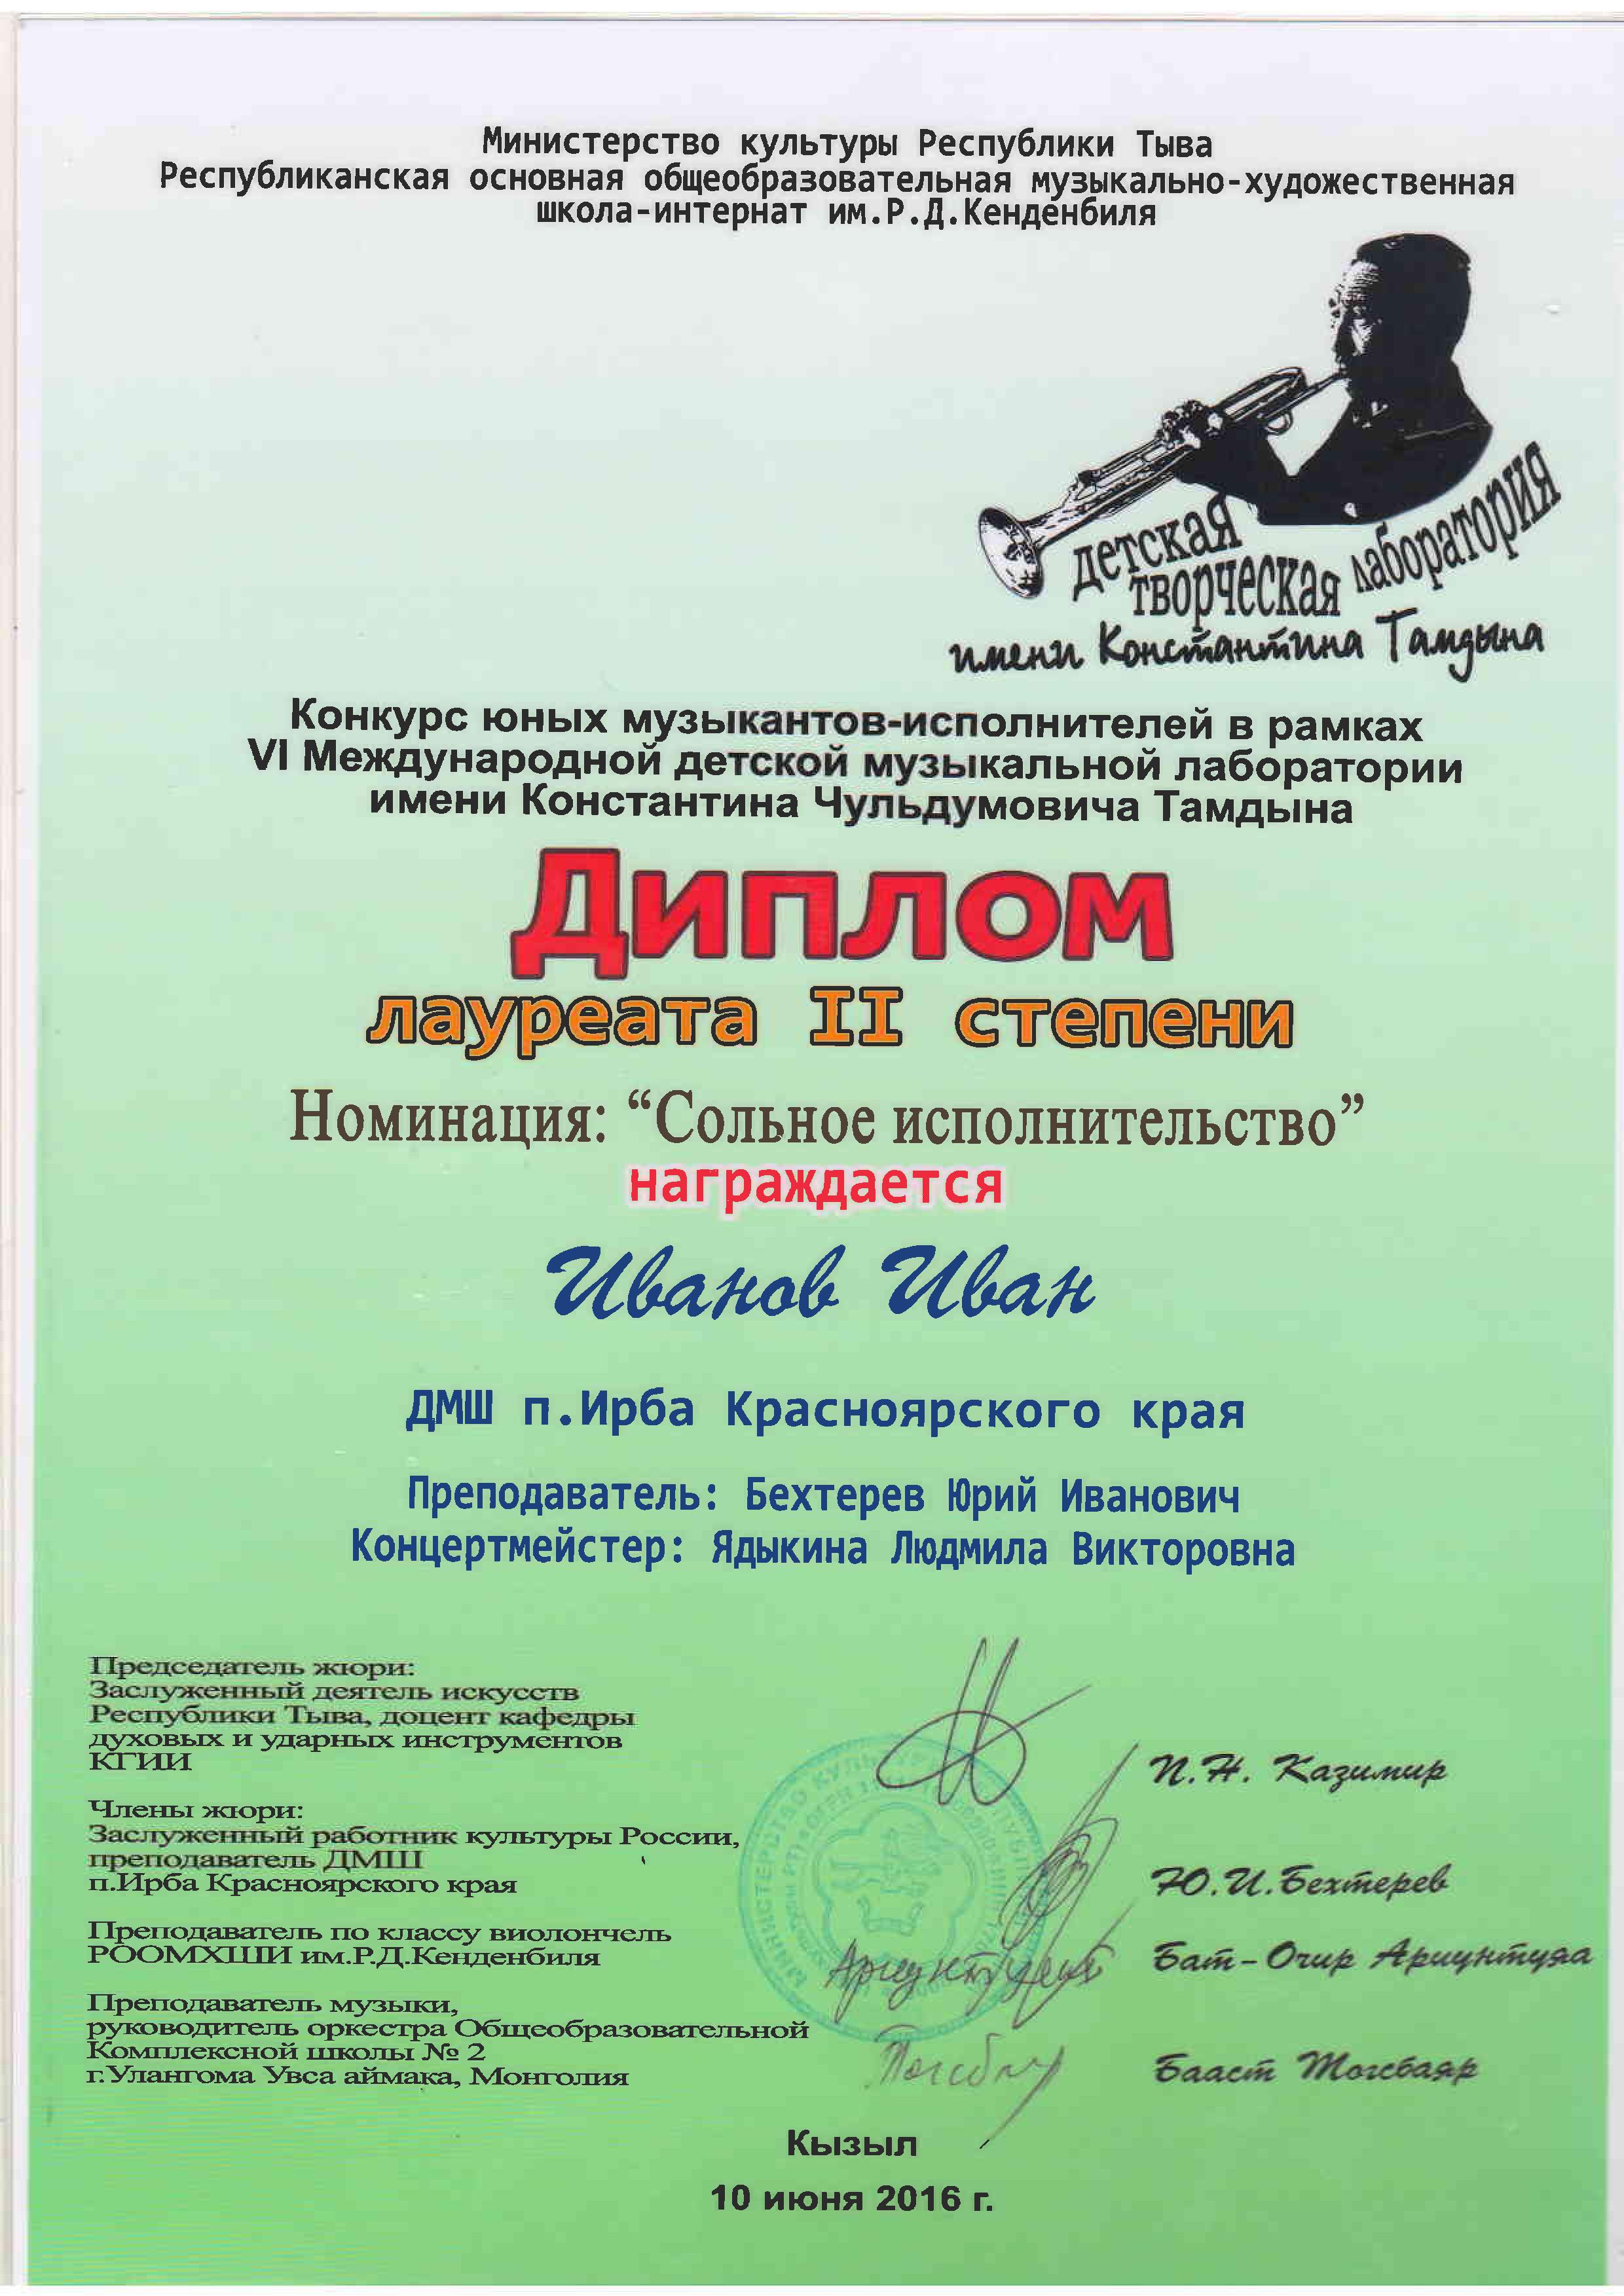 Министерство культуры Республики Тыва
Республиканская основная общеобразовательная музыкально-художественная
школа-интернат им.Р.Д.Кенденбиля
детская
творческая лаборатория
имени Константина Тамдына
Конкурс юных музыкантов-исполнителей в рамках
VI Международной детской музыкальной лаборатории
имени Константина Чульдумовича Тамдына
Диплом
лауреата II степени
Номинация: “Сольное исполнительство”
награждается
Иванов Иван
ДМШ п.Ирба Красноярского края
Преподаватель: Бехтерев Юрий Иванович
Концертмейстер: Ядыкина Людмила Викторовна
Председатель жюри:
Заслуженный деятель искусств
Республики Тыва, доцент кафедры
духовых и ударных инструментов
КГИИ
П.Н. Казимир
Члены жюри:
Заслуженный работник культуры России,
преподаватель ДМШ
п.Ирба Красноярского края
Ю.И.Бехтерев
Преподаватель по классу виолончель
РООМХШИ им.Р.Д.Кенденбиля
Бат-Очир Ариунтуяа
Преподаватель музыки,
руководитель оркестра Общеобразовательной
Комплексной школы № 2
г.Улангома Увса аймака, Монголия
Бааст Тогсбаяр
МИНИСТЕРСТВО
Кызыл
10 июня 2016 г.